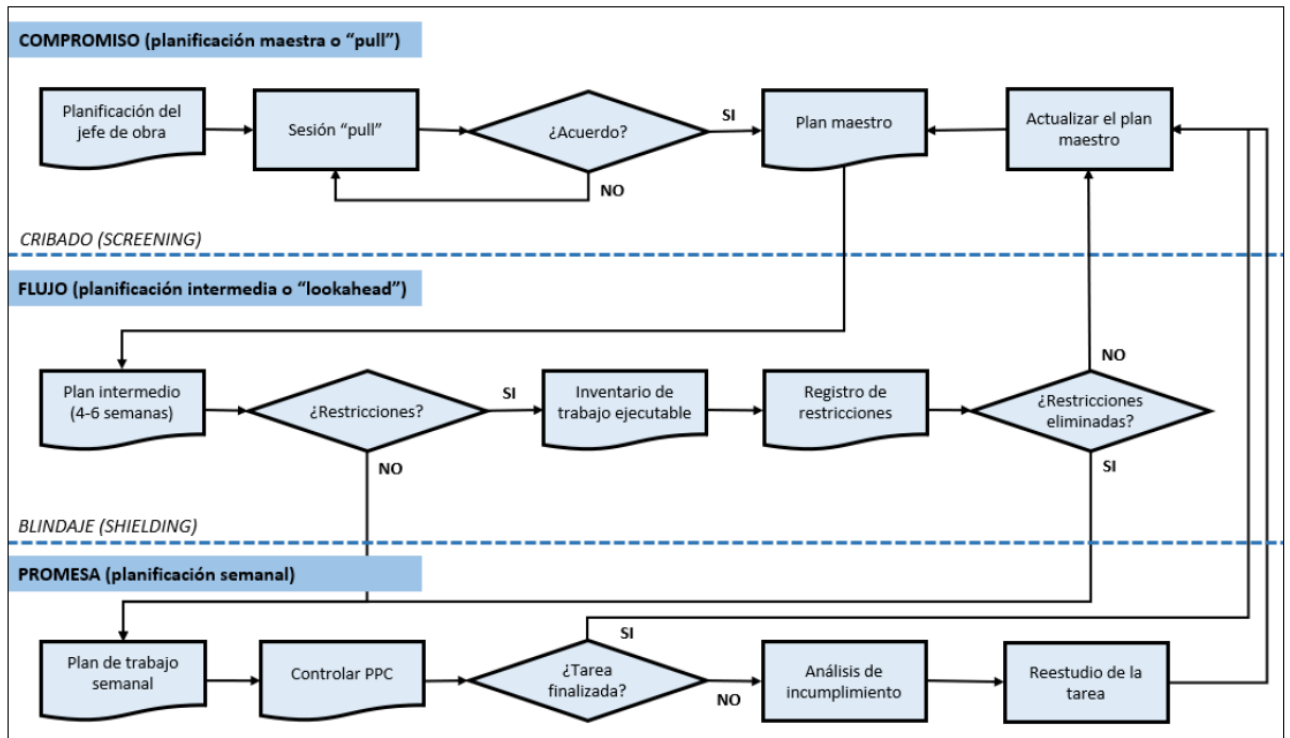 COMPROMISO (planificación maestra o “pull”)
Planificación del
jefe de obra
Sesión “pull”
¿Acuerdo?
SI
NO
Plan maestro
Actualizar el plan
maestro
CRIBADO (SCREENING)
FLUJO (planificación intermedia o “lookahead”)
Plan intermedio
(4-6 semanas)
¿Restricciones?
SI
NO
Inventario de
trabajo ejecutable
Registro de
restricciones
¿Restricciones
eliminadas?
NO
SI
BLINDAJE (SHIELDING)
PROMESA (planificación semanal)
Plan de trabajo
semanal
Controlar PPC
¿Tarea
finalizada?
SI
NO
Análisis de
incumplimiento
Reestudio de la
tarea